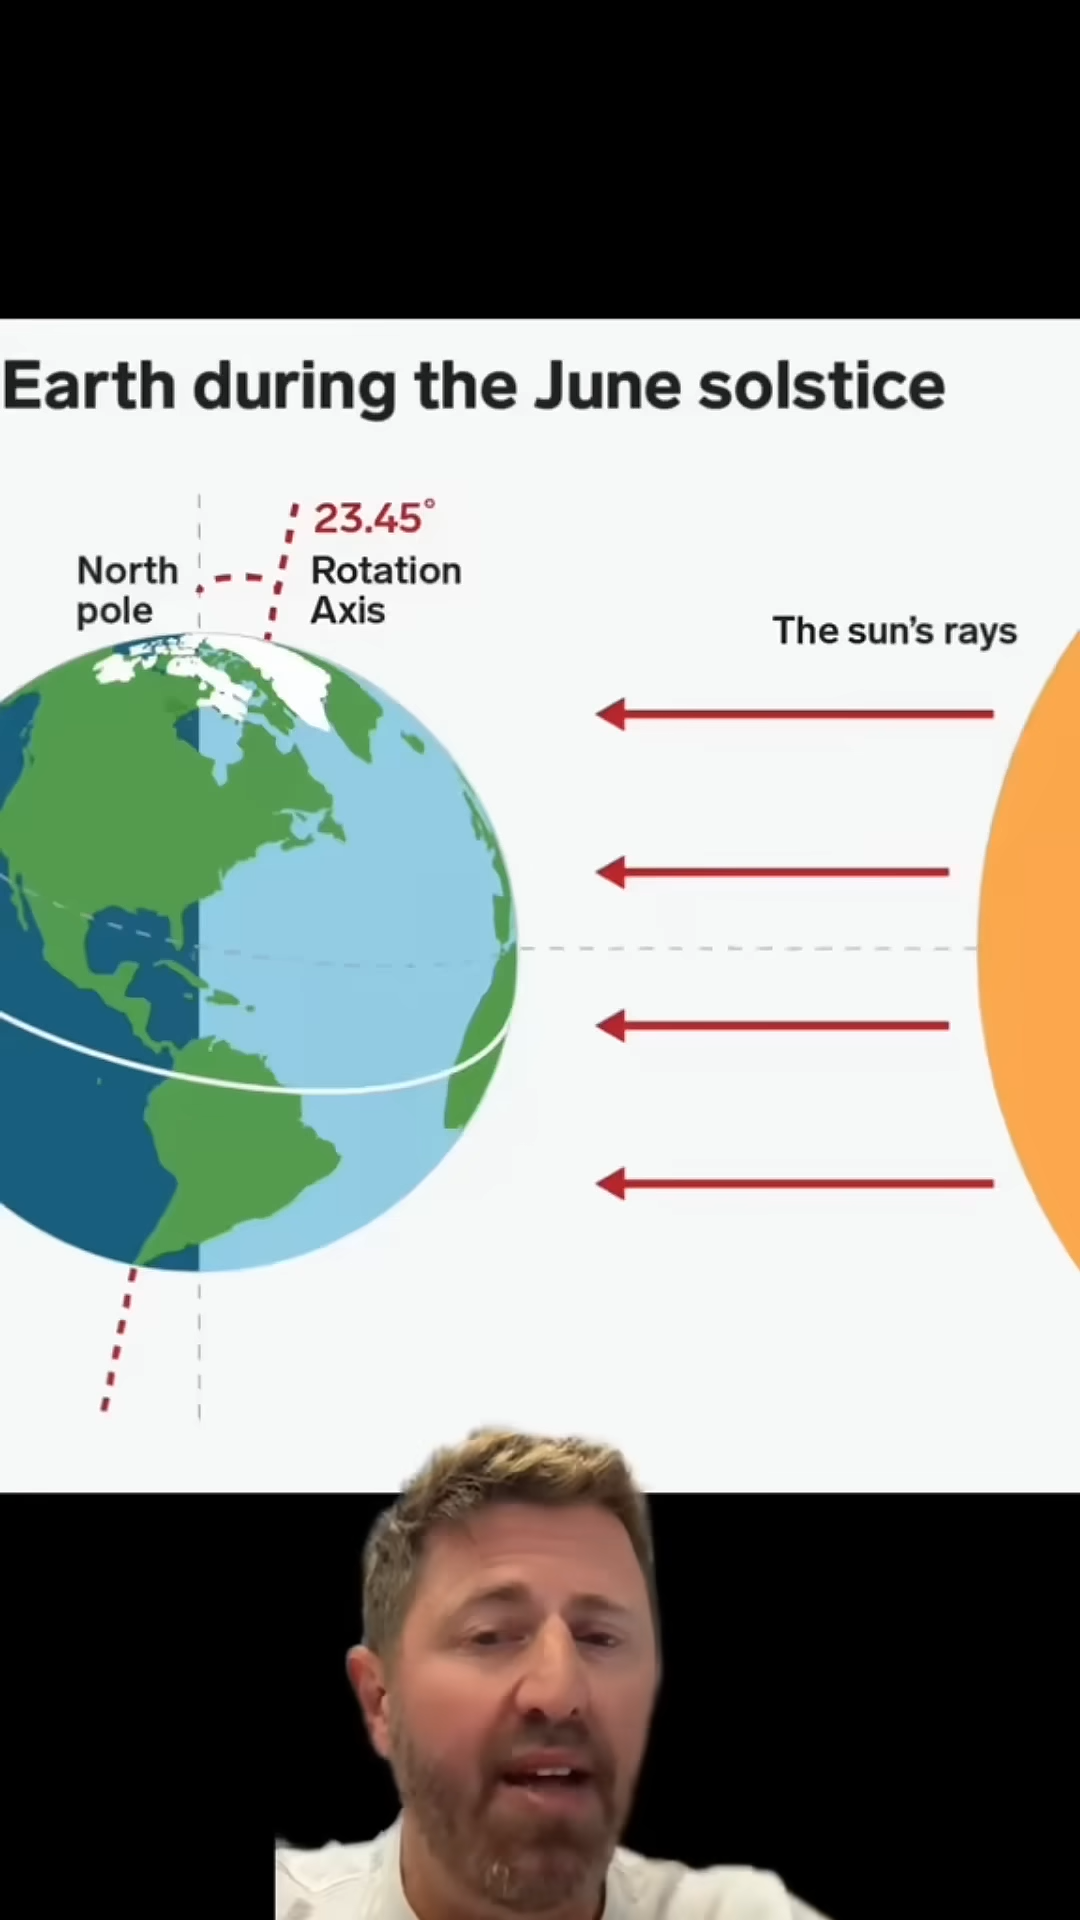 Earth during the June solstice
23.45°
North
pole
Rotation
Axis
The sun's rays